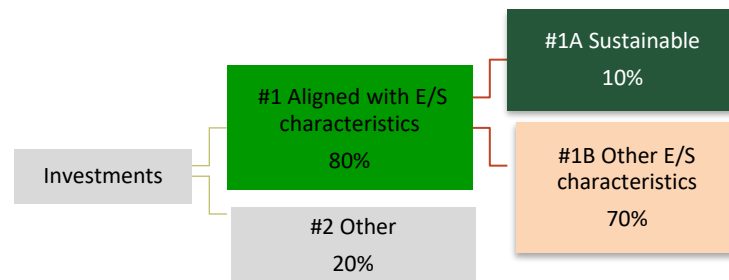 Investments
#1 Aligned with E/S
characteristics
80%
#2 Other
20%
#1A Sustainable
10%
#1B Other E/S
characteristics
70%